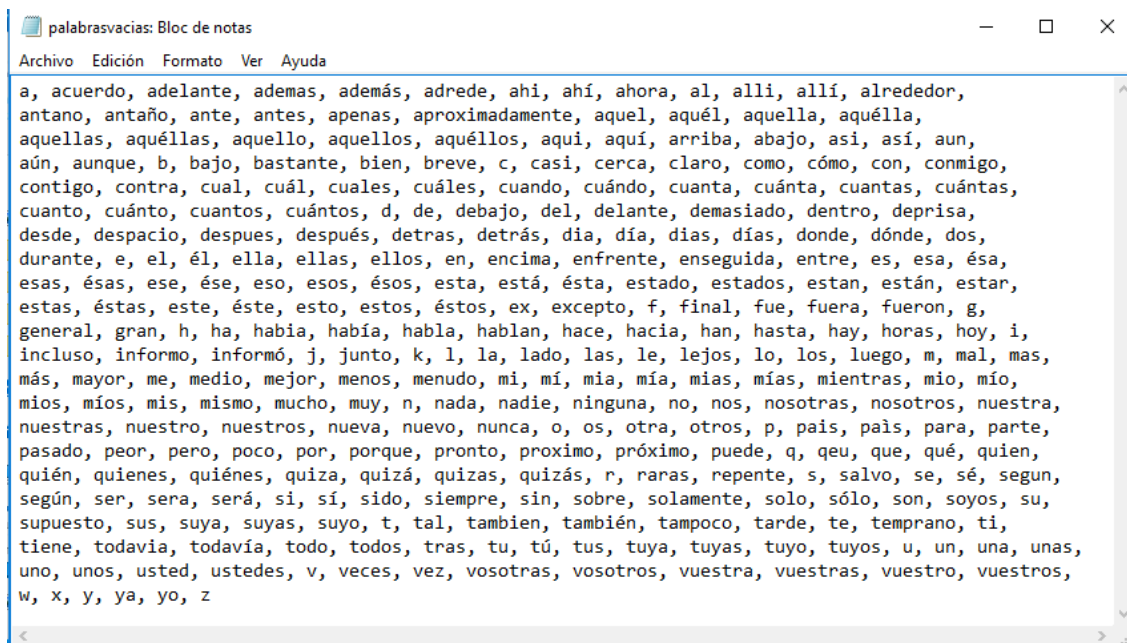 palabrasvacias: Bloc de notas
Archivo Edición Formato Ver Ayuda
a, acuerdo, adelante, ademas, además, adrede, ahi, ahí, ahora, al, alli, allí, alrededor,
antano, antaño, ante, antes, apenas, aproximadamente, aquel, aquél, aquella, aquélla,
aquellas, aquéllas, aquello, aquellos, aquéllos, aqui, aquí, arriba, abajo, asi, así, aun,
aún, aunque, b, bajo, bastante, bien, breve, c, casi, cerca, claro, como, cómo, con, conmigo,
contigo, contra, cual, cuál, cuales, cuáles, cuando, cuándo, cuanta, cuánta, cuantas, cuántas,
cuanto, cuánto, cuantos, cuántos, d, de, debajo, del, delante, demasiado, dentro, deprisa,
desde, despacio, despues, después, detras, detrás, dia, día, dias, días, donde, dónde, dos,
durante, e, el, él, ella, ellas, ellos, en, encima, enfrente, enseguida, entre, es, esa, ésa,
esas, ésas, ese, ése, eso, esos, ésos, esta, está, ésta, estado, estados, estan, están, estar,
estas, éstas, este, éste, esto, estos, éstos, ex, excepto, f, final, fue, fuera, fueron, g,
general, gran, h, ha, habia, había, habla, hablan, hace, hacia, han, hasta, hay, horas, hoy, i,
incluso, informo, informó, j, junto, k, l, la, lado, las, le, lejos, lo, los, luego, m, mal, mas,
más, mayor, me, medio, mejor, menos, menudo, mi, mí, mia, mía, mias, mías, mientras, mio, mío,
mios, míos, mis, mismo, mucho, muy, n, nada, nadie, ninguna, no, nos, nosotras, nosotros, nuestra,
nuestras, nuestro, nuestros, nueva, nuevo, nunca, o, os, otra, otros, p, pais, paìs, para, parte,
pasado, peor, pero, poco, por, porque, pronto, proximo, próximo, puede, q, qeu, que, qué, quien,
quién, quienes, quiénes, quiza, quizá, quizas, quizás, r, raras, repente, s, salvo, se, sé, segun,
según, ser, sera, será, si, sí, sido, siempre, sin, sobre, solamente, solo, sólo, son, soyos, su,
supuesto, sus, suya, suyas, suyo, t, tal, tambien, también, tampoco, tarde, te, temprano, ti,
tiene, todavia, todavía, todo, todos, tras, tu, tú, tus, tuya, tuyas, tuyo, tuyos, u, un, una, unas,
uno, unos, usted, ustedes, v, veces, vez, vosotras, vosotros, vuestra, vuestras, vuestro, vuestros,
w, x, y, ya, yo, z